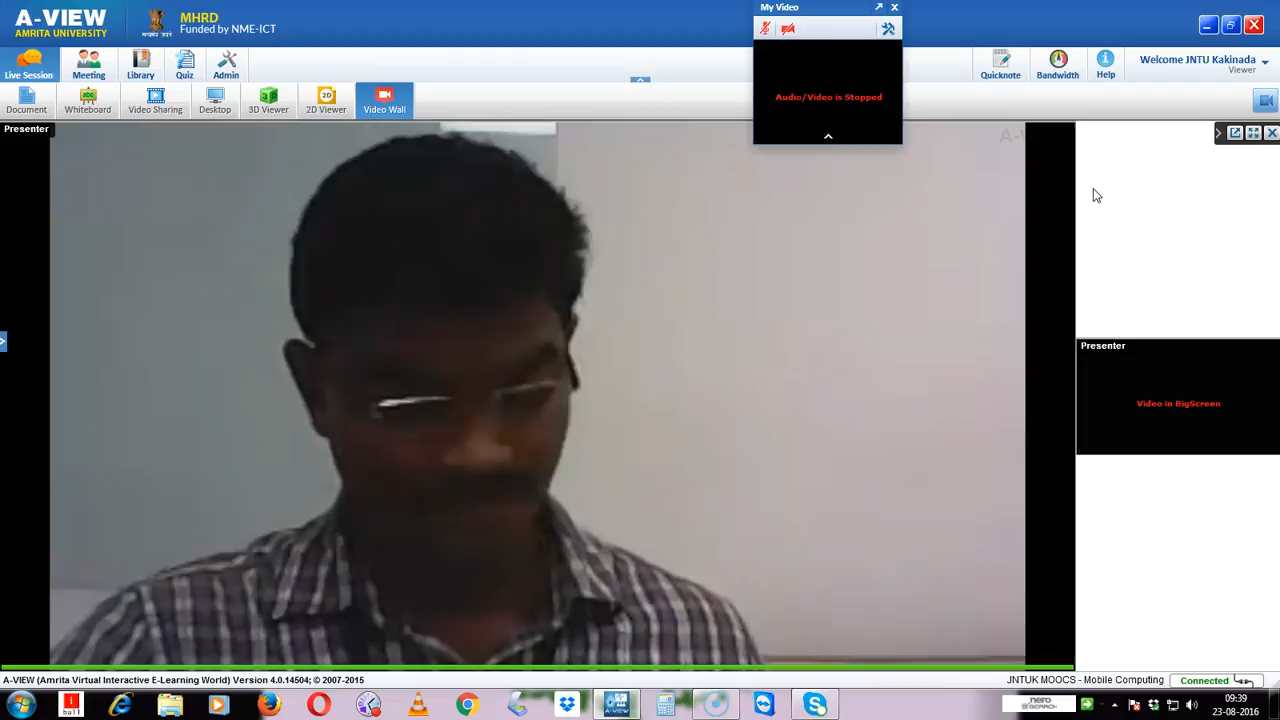 A-VIEW
AMRITA UNIVERSITY
MHRD
Funded by NME-ICT
My Video
Live Session
Meeting
Library
Quiz
Admin
Quicknote
Bandwidth
Help
Welcome JNTU Kakinada
Viewer
Document
Whiteboard
Video Sharing
Desktop
3D Viewer
2D Viewer
Video Wall
Audio/Video is Stopped
Presenter
Presenter
Video in BigScreen
A-VIEW (Amrita Virtual Interactive E-Learning World) Version 4.0.14504; © 2007-2015
JNTUK MOOCS - Mobile Computing
Connected
09:39
23-08-2016